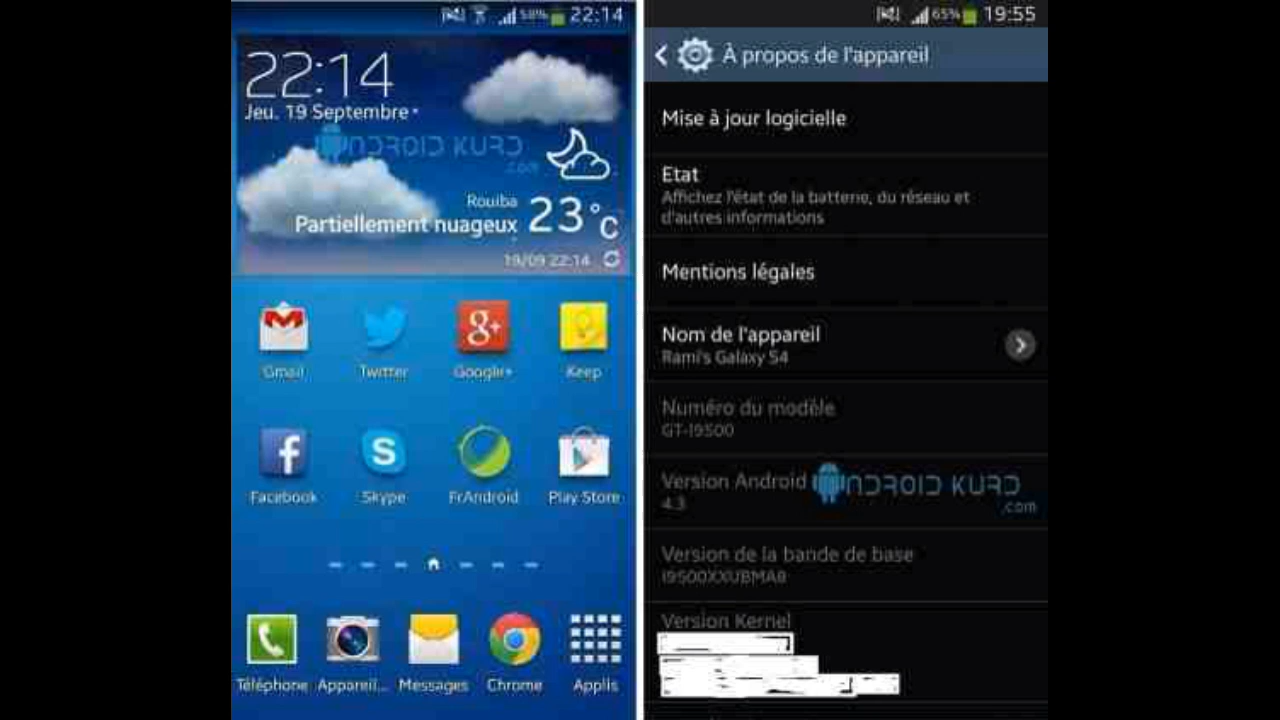 58% 22:14
22:14
Jeu. 19 Septembre
ANDROID KURD
.com
Rouiba
Partiellement nuageux 23°C
19/09 22:14
Gmail Twitter Google+ Keep
Facebook Skype FrAndroid Play Store
Téléphone Appareil... Messages Chrome Applis
65% 19:55
À propos de l'appareil
Mise à jour logicielle
Etat
Affichez l'état de la batterie, du réseau et
d'autres informations
Mentions légales
Nom de l'appareil
Rami's Galaxy S4
Numéro du modèle
GT-I9500
Version Android
4.3
ANDROID KURD
.com
Version de la bande de base
I9500XXUBMA8
Version Kernel